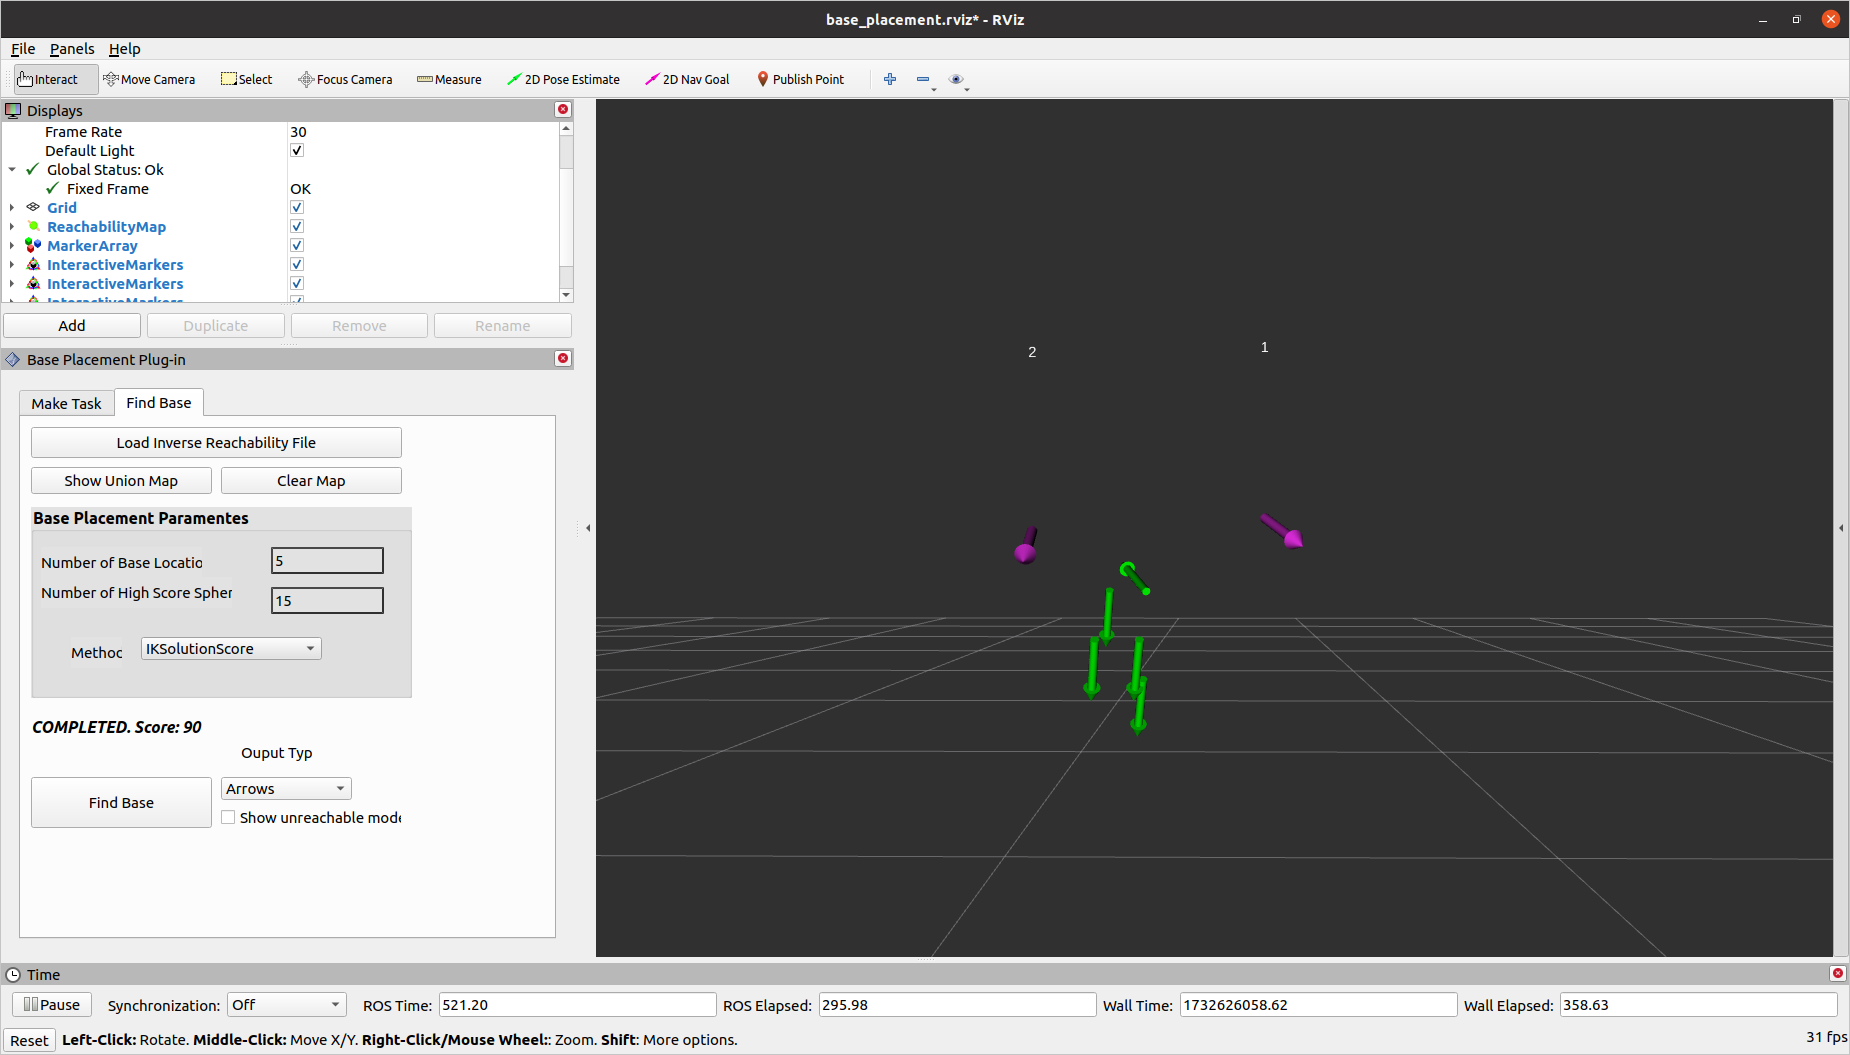 base_placement.rviz* - RViz
File Panels Help
Interact Move Camera Select Focus Camera Measure 2D Pose Estimate 2D Nav Goal Publish Point
Displays
Frame Rate 30
Default Light
Global Status: Ok
Fixed Frame OK
Grid
ReachabilityMap
MarkerArray
InteractiveMarkers
InteractiveMarkers
InteractiveMarkers
Add Duplicate Remove Rename
Base Placement Plug-in
Make Task Find Base
Load Inverse Reachability File
Show Union Map Clear Map
Base Placement Paramentes
Number of Base Locatio 5
Number of High Score Spher 15
Methoc IKSolutionScore
COMPLETED. Score: 90
Ouput Typ
Find Base Arrows
Show unreachable mode
2 1
Time
Pause Synchronization: Off ROS Time: 521.20 ROS Elapsed: 295.98 Wall Time: 1732626058.62 Wall Elapsed: 358.63
Reset Left-Click: Rotate. Middle-Click: Move X/Y. Right-Click/Mouse Wheel:: Zoom. Shift: More options. 31 fps